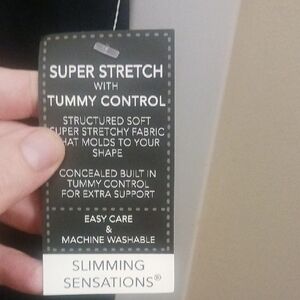 SUPER STRETCH
WITH
TUMMY CONTROL
STRUCTURED SOFT
SUPER STRETCHY FABRIC
HAT MOLDS TO YOUR
SHAPE
CONCEALED BUILT IN
TUMMY CONTROL
FOR EXTRA SUPPORT
EASY CARE
&
MACHINE WASHABLE
SLIMMING
SENSATIONS®